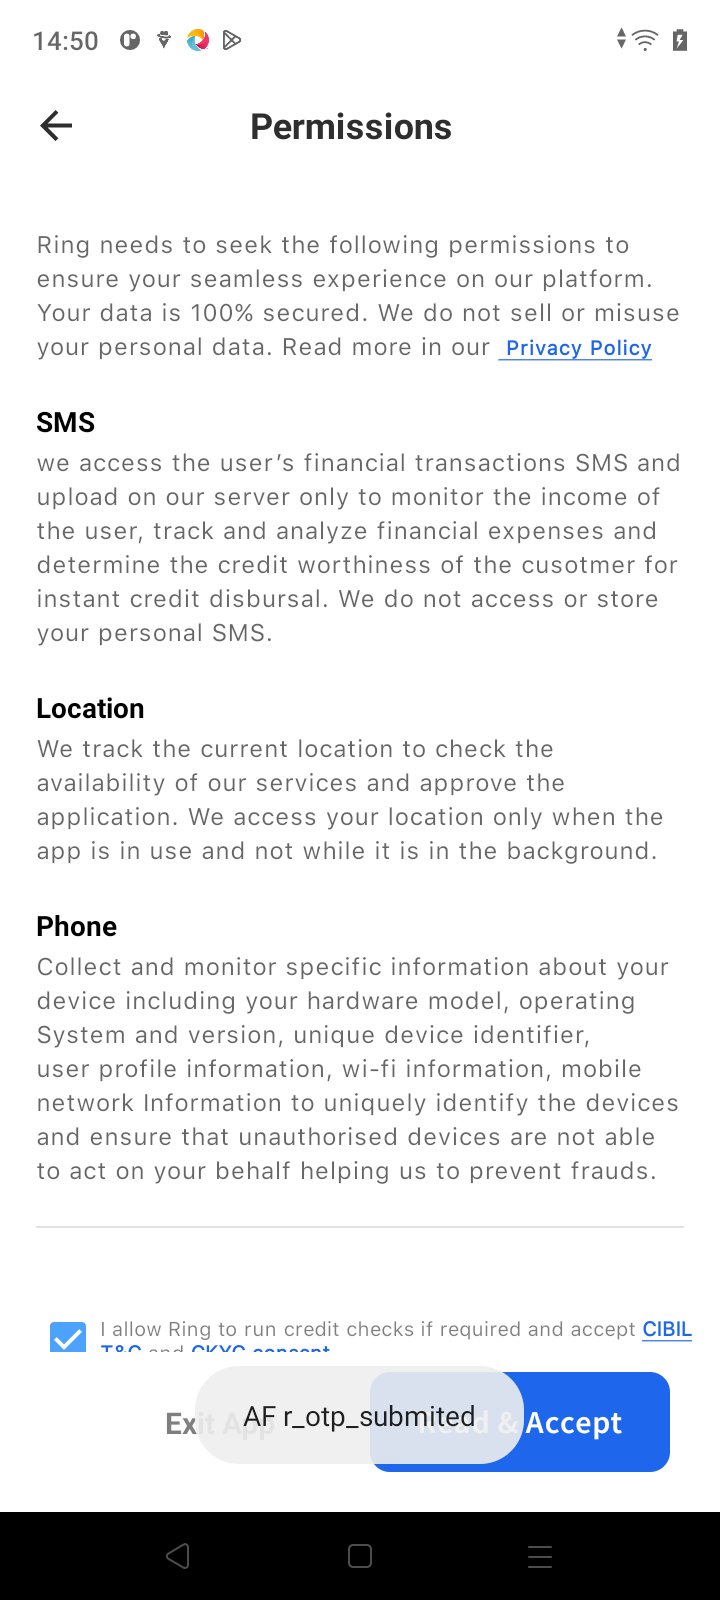 14:50
Permissions
Ring needs to seek the following permissions to
ensure your seamless experience on our platform.
Your data is 100% secured. We do not sell or misuse
your personal data. Read more in our Privacy Policy
SMS
we access the user's financial transactions SMS and
upload on our server only to monitor the income of
the user, track and analyze financial expenses and
determine the credit worthiness of the cusotmer for
instant credit disbursal. We do not access or store
your personal SMS.
Location
We track the current location to check the
availability of our services and approve the
application. We access your location only when the
app is in use and not while it is in the background.
Phone
Collect and monitor specific information about your
device including your hardware model, operating
System and version, unique device identifier,
user profile information, wi-fi information, mobile
network Information to uniquely identify the devices
and ensure that unauthorised devices are not able
to act on your behalf helping us to prevent frauds.
I allow Ring to run credit checks if required and accept CIBIL
T&C and CKYC consent
Exit App
AF r_otp_submited
Read & Accept